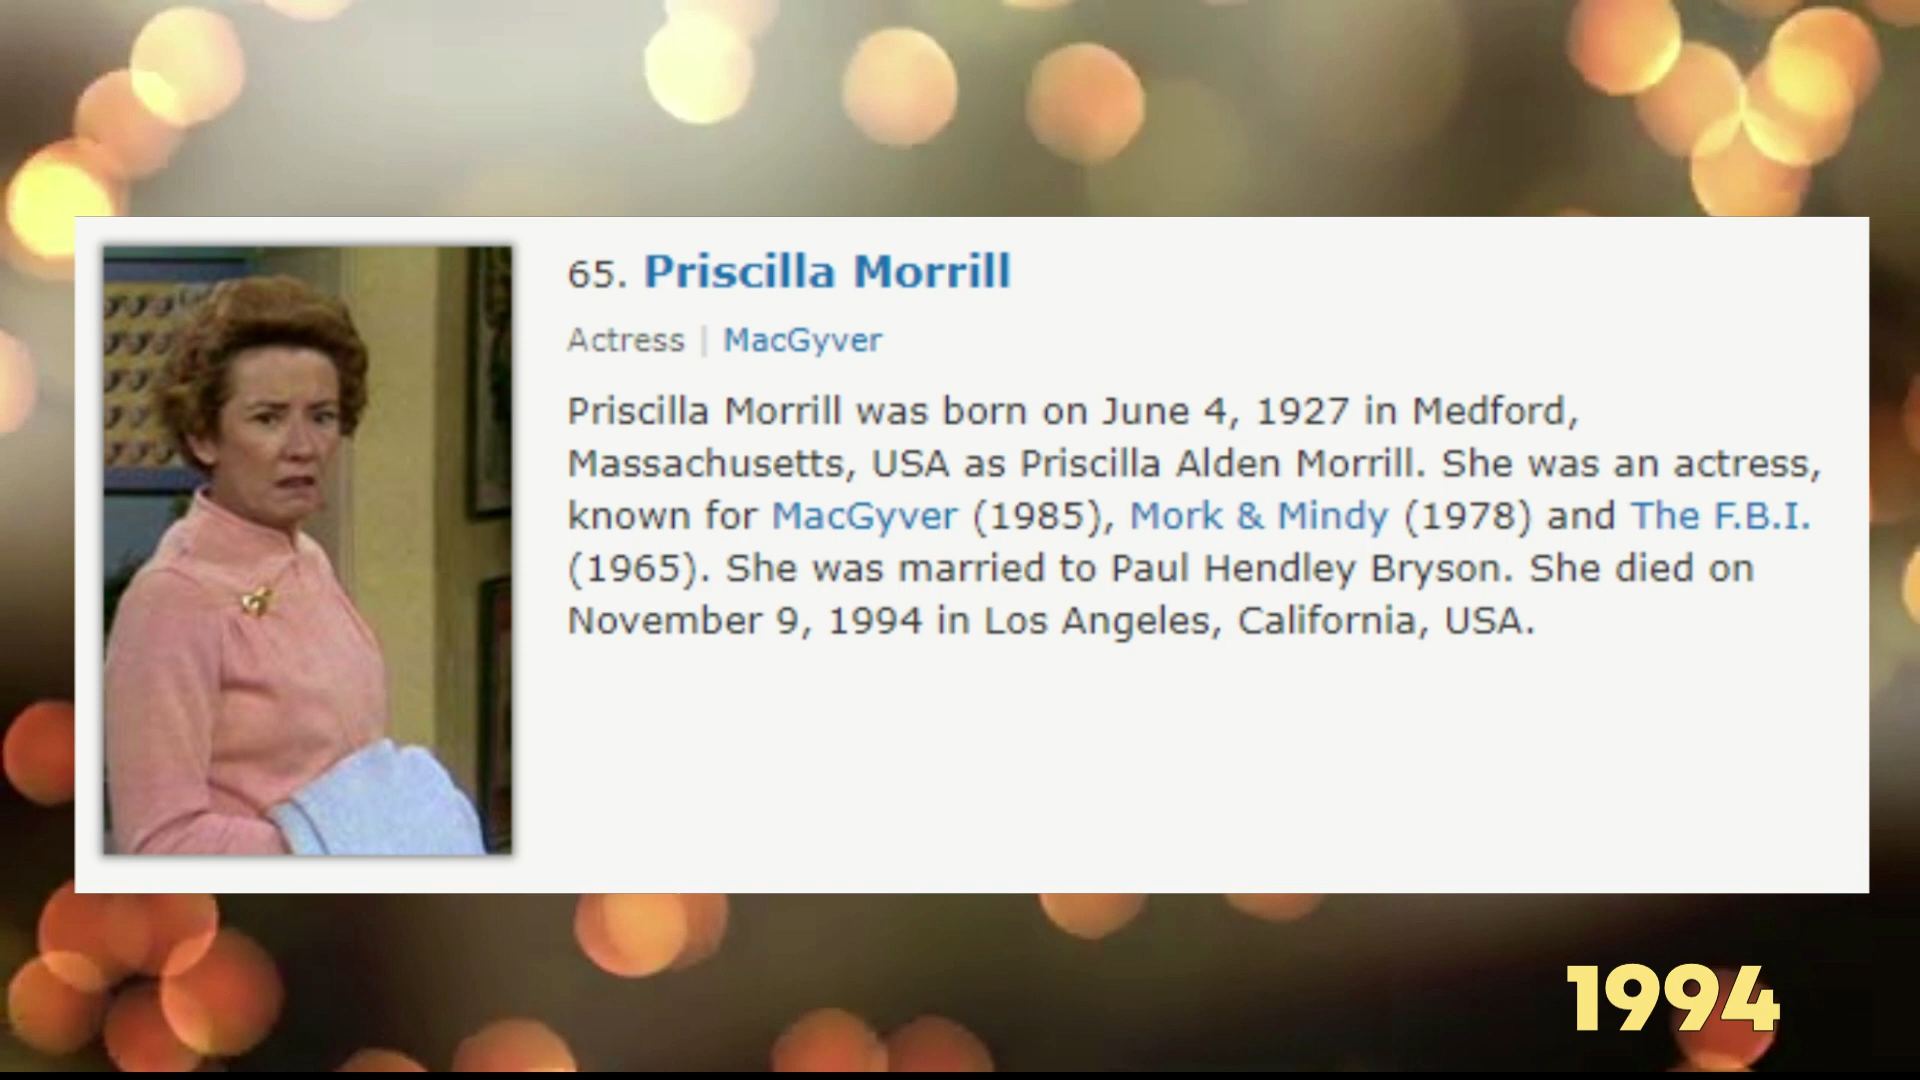 65. Priscilla Morrill
Actress | MacGyver
Priscilla Morrill was born on June 4, 1927 in Medford,
Massachusetts, USA as Priscilla Alden Morrill. She was an actress,
known for MacGyver (1985), Mork & Mindy (1978) and The F.B.I.
(1965). She was married to Paul Hendley Bryson. She died on
November 9, 1994 in Los Angeles, California, USA.
1994